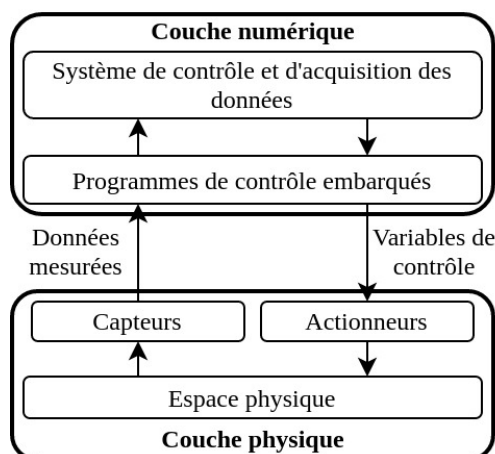 Couche numérique
Système de contrôle et d'acquisition des
données
Programmes de contrôle embarqués
Données
mesurées
Variables de
contrôle
Capteurs
Actionneurs
Espace physique
Couche physique